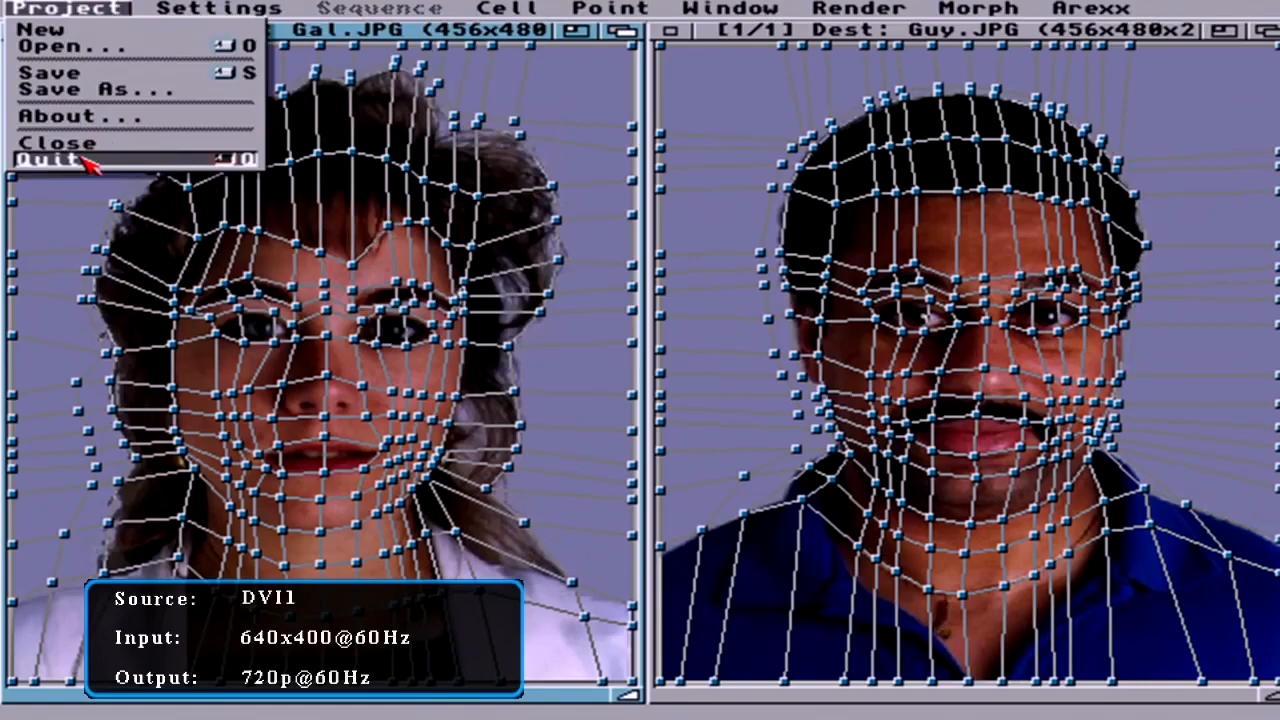 Project Settings Sequence Cell Point Window Render Morph Arexx
New
Open... O
Save S
Save As...
About...
Close
Quit Q
Gal.JPG (456x480
[1/1] Dest: Guy.JPG (456x480x2
Source: DVI1
Input: 640x400@60Hz
Output: 720p@60Hz